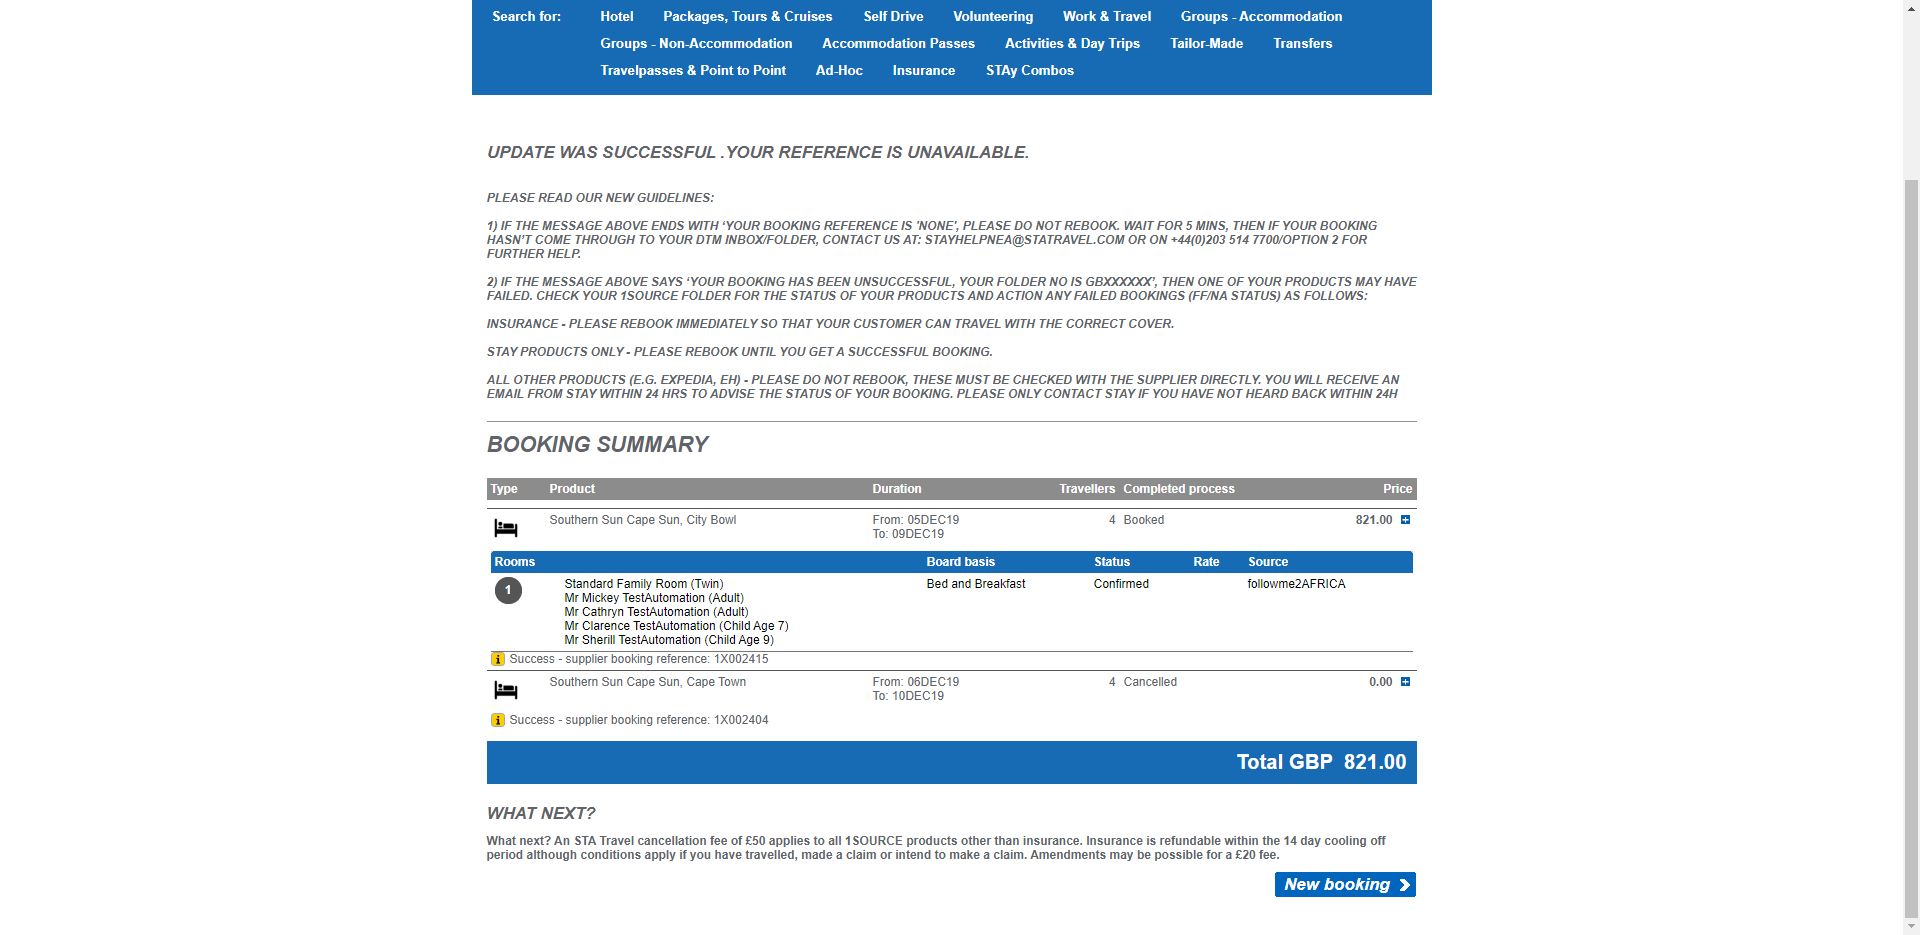 Search for: Hotel Packages, Tours & Cruises Self Drive Volunteering Work & Travel Groups - Accommodation
Groups - Non-Accommodation Accommodation Passes Activities & Day Trips Tailor-Made Transfers
Travelpasses & Point to Point Ad-Hoc Insurance STAy Combos
UPDATE WAS SUCCESSFUL .YOUR REFERENCE IS UNAVAILABLE.
PLEASE READ OUR NEW GUIDELINES:
1) IF THE MESSAGE ABOVE ENDS WITH ‘YOUR BOOKING REFERENCE IS 'NONE', PLEASE DO NOT REBOOK. WAIT FOR 5 MINS, THEN IF YOUR BOOKING
HASN'T COME THROUGH TO YOUR DTM INBOX/FOLDER, CONTACT US AT: STAYHELPNEA@STATRAVEL.COM OR ON +44(0)203 514 7700/OPTION 2 FOR
FURTHER HELP.
2) IF THE MESSAGE ABOVE SAYS ‘YOUR BOOKING HAS BEEN UNSUCCESSFUL, YOUR FOLDER NO IS GBXXXXXX’, THEN ONE OF YOUR PRODUCTS MAY HAVE
FAILED. CHECK YOUR 1SOURCE FOLDER FOR THE STATUS OF YOUR PRODUCTS AND ACTION ANY FAILED BOOKINGS (FF/NA STATUS) AS FOLLOWS:
INSURANCE - PLEASE REBOOK IMMEDIATELY SO THAT YOUR CUSTOMER CAN TRAVEL WITH THE CORRECT COVER.
STAY PRODUCTS ONLY - PLEASE REBOOK UNTIL YOU GET A SUCCESSFUL BOOKING.
ALL OTHER PRODUCTS (E.G. EXPEDIA, EH) - PLEASE DO NOT REBOOK, THESE MUST BE CHECKED WITH THE SUPPLIER DIRECTLY. YOU WILL RECEIVE AN
EMAIL FROM STAY WITHIN 24 HRS TO ADVISE THE STATUS OF YOUR BOOKING. PLEASE ONLY CONTACT STAY IF YOU HAVE NOT HEARD BACK WITHIN 24H
BOOKING SUMMARY
Type Product Duration Travellers Completed process Price
Southern Sun Cape Sun, City Bowl From: 05DEC19 4 Booked 821.00
To: 09DEC19
Rooms Board basis Status Rate Source
1 Standard Family Room (Twin) Bed and Breakfast Confirmed followme2AFRICA
Mr Mickey TestAutomation (Adult)
Mr Cathryn TestAutomation (Adult)
Mr Clarence TestAutomation (Child Age 7)
Mr Sherill TestAutomation (Child Age 9)
Success - supplier booking reference: 1X002415
Southern Sun Cape Sun, Cape Town From: 06DEC19 4 Cancelled 0.00
To: 10DEC19
Success - supplier booking reference: 1X002404
Total GBP 821.00
WHAT NEXT?
What next? An STA Travel cancellation fee of £50 applies to all 1SOURCE products other than insurance. Insurance is refundable within the 14 day cooling off
period although conditions apply if you have travelled, made a claim or intend to make a claim. Amendments may be possible for a £20 fee.
New booking